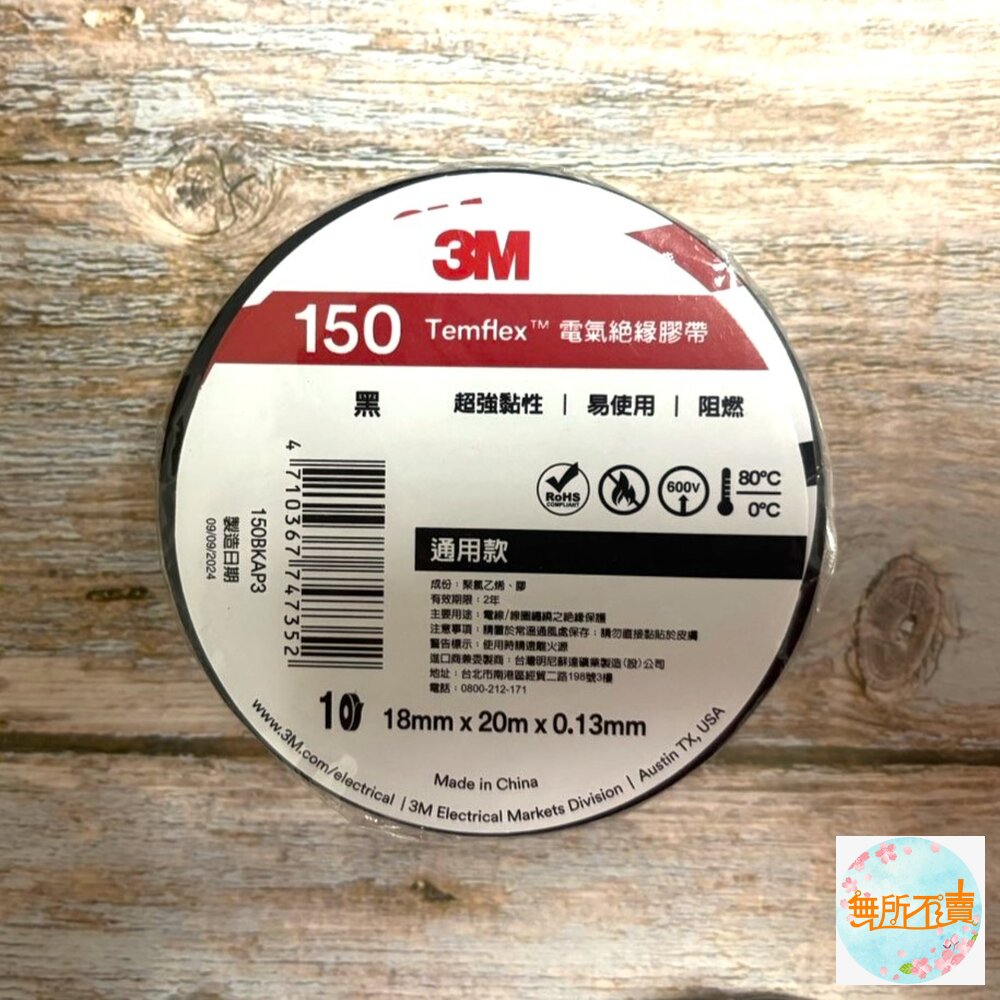 3M
150 Temflex™ 電氣絕緣膠帶
黑 超強黏性 | 易使用 | 阻燃
RoHS
COMPLIANT
600V
80°C
0°C
通用款
成份：聚氯乙烯、膠
有效期限：2年
主要用途：電線/線圈纏繞之絕緣保護
注意事項：請置於常溫通風處保存；請勿直接黏貼於皮膚
警告標示：使用時請遠離火源
進口商兼委製商：台灣明尼蘇達礦業製造(股)公司
地址：台北市南港區經貿二路198號3樓
電話：0800-212-171
4 710367 747352
150BKAP3
製造日期
09/09/2024
10 18mm x 20m x 0.13mm
Made in China
www.3M.com/electrical | 3M Electrical Markets Division | Austin TX, USA
無所不賣